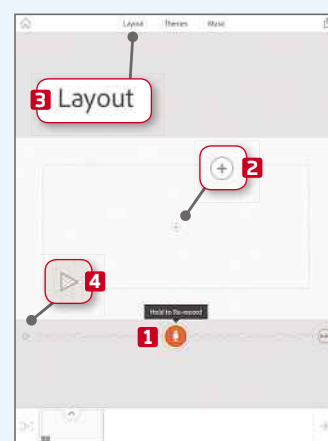 Layout Themes Music
3 Layout
2
4
Hold to Re-record
1